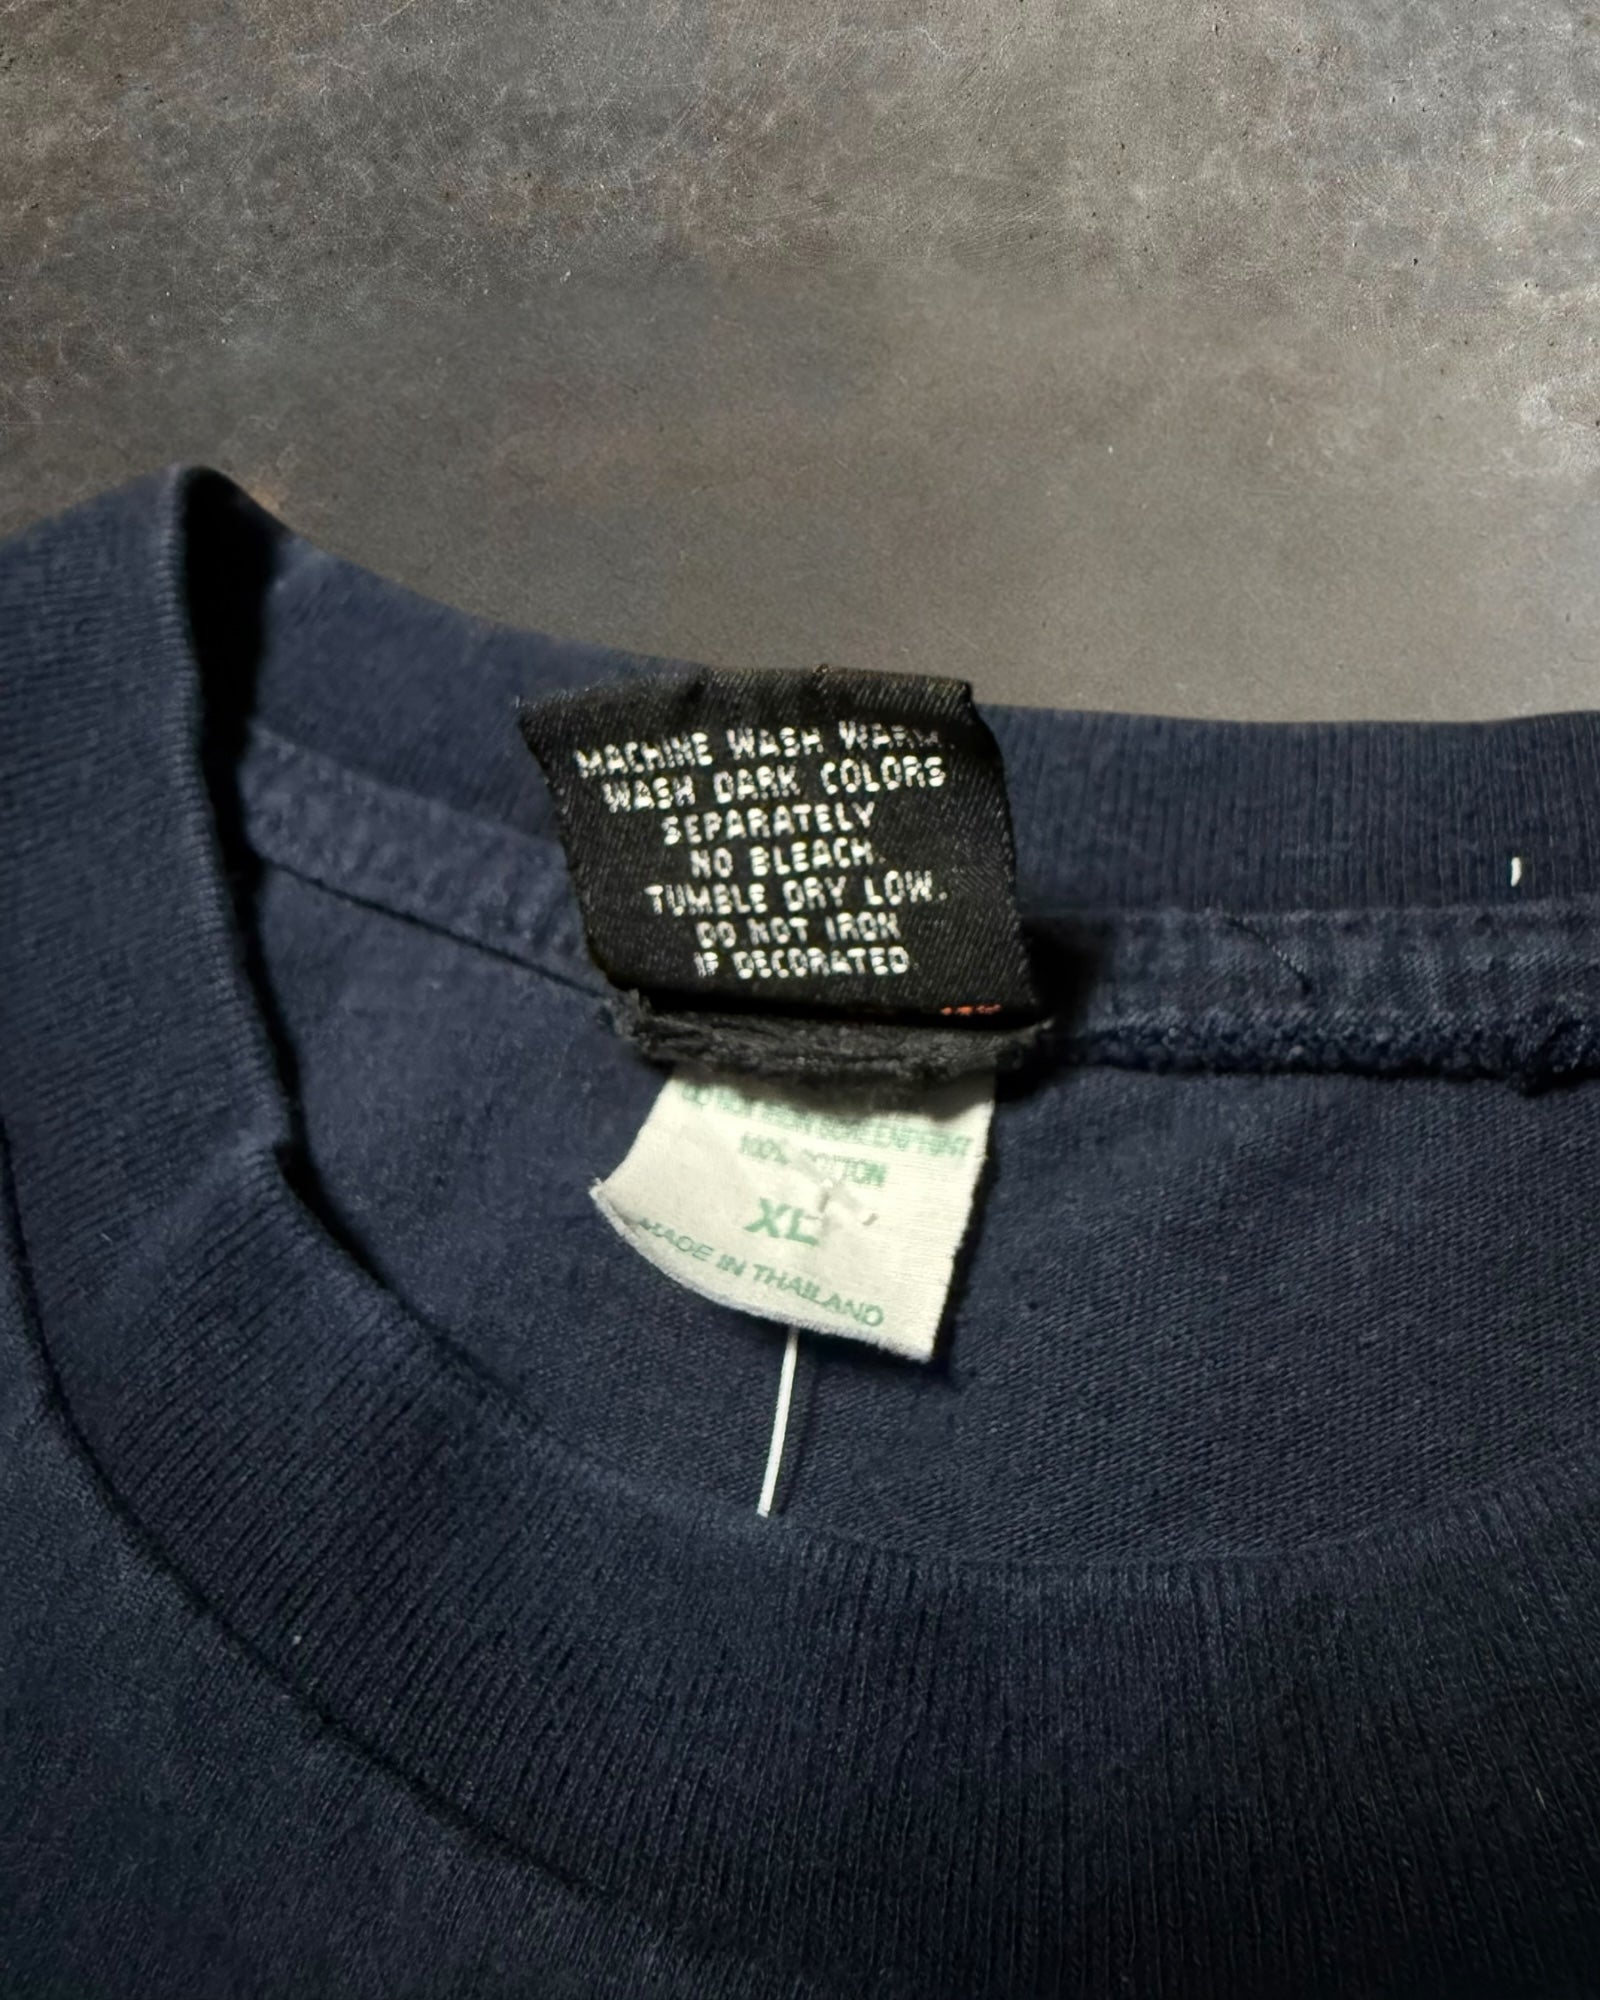 MACHINE WASH WARM.
WASH DARK COLORS
SEPARATELY
NO BLEACH.
TUMBLE DRY LOW.
DO NOT IRON
IF DECORATED
100% COTTON
XL
MADE IN THAILAND